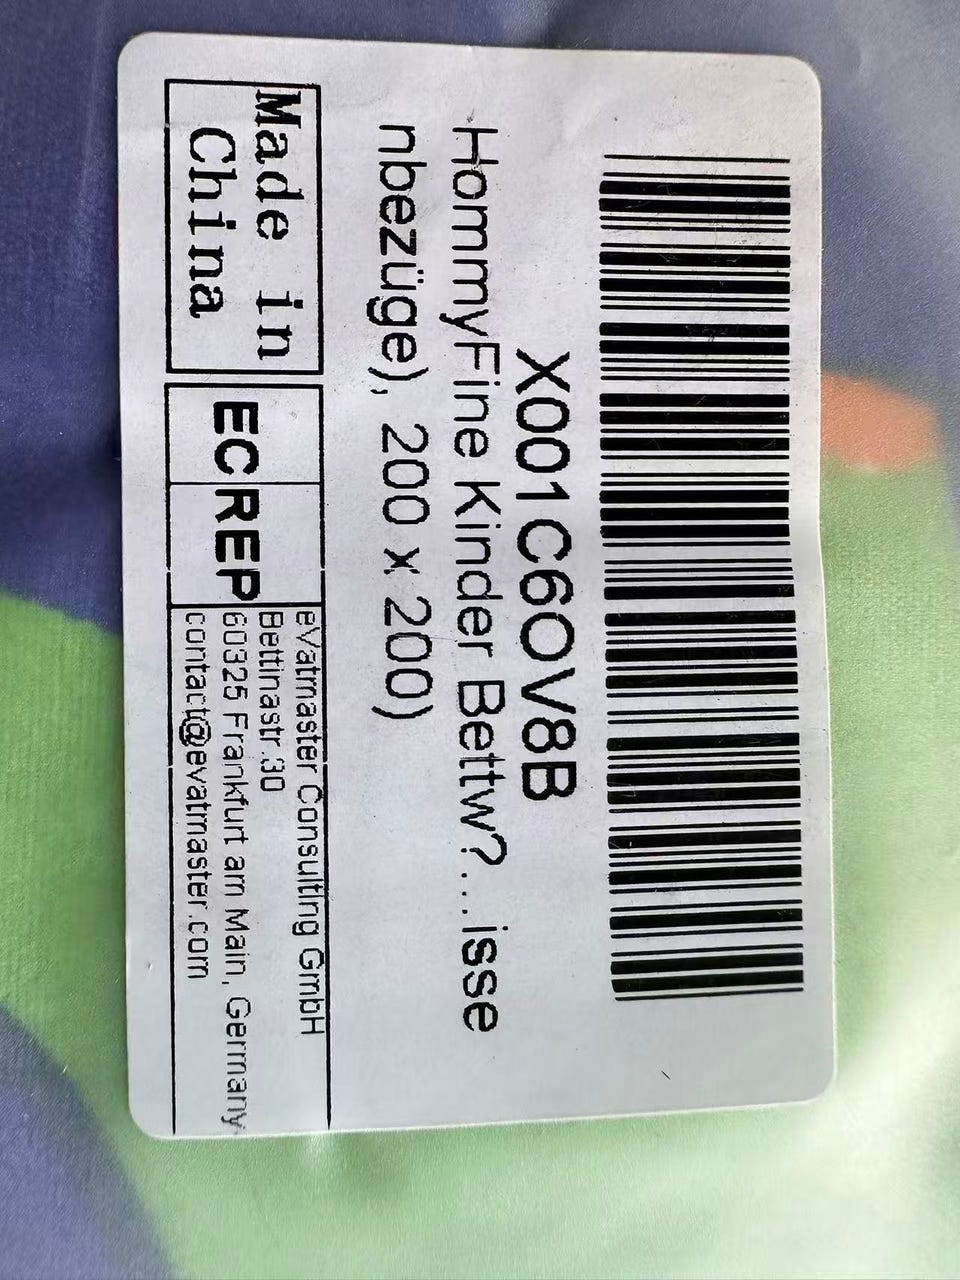 X001C6OV8B
HommyFine Kinder Bettw?...isse
nbezüge), 200 x 200)
Made in
China
EC REP
eVatmaster Consulting GmbH
Bettinastr.30
60325 Frankfurt am Main, Germany
contact@evatmaster.com